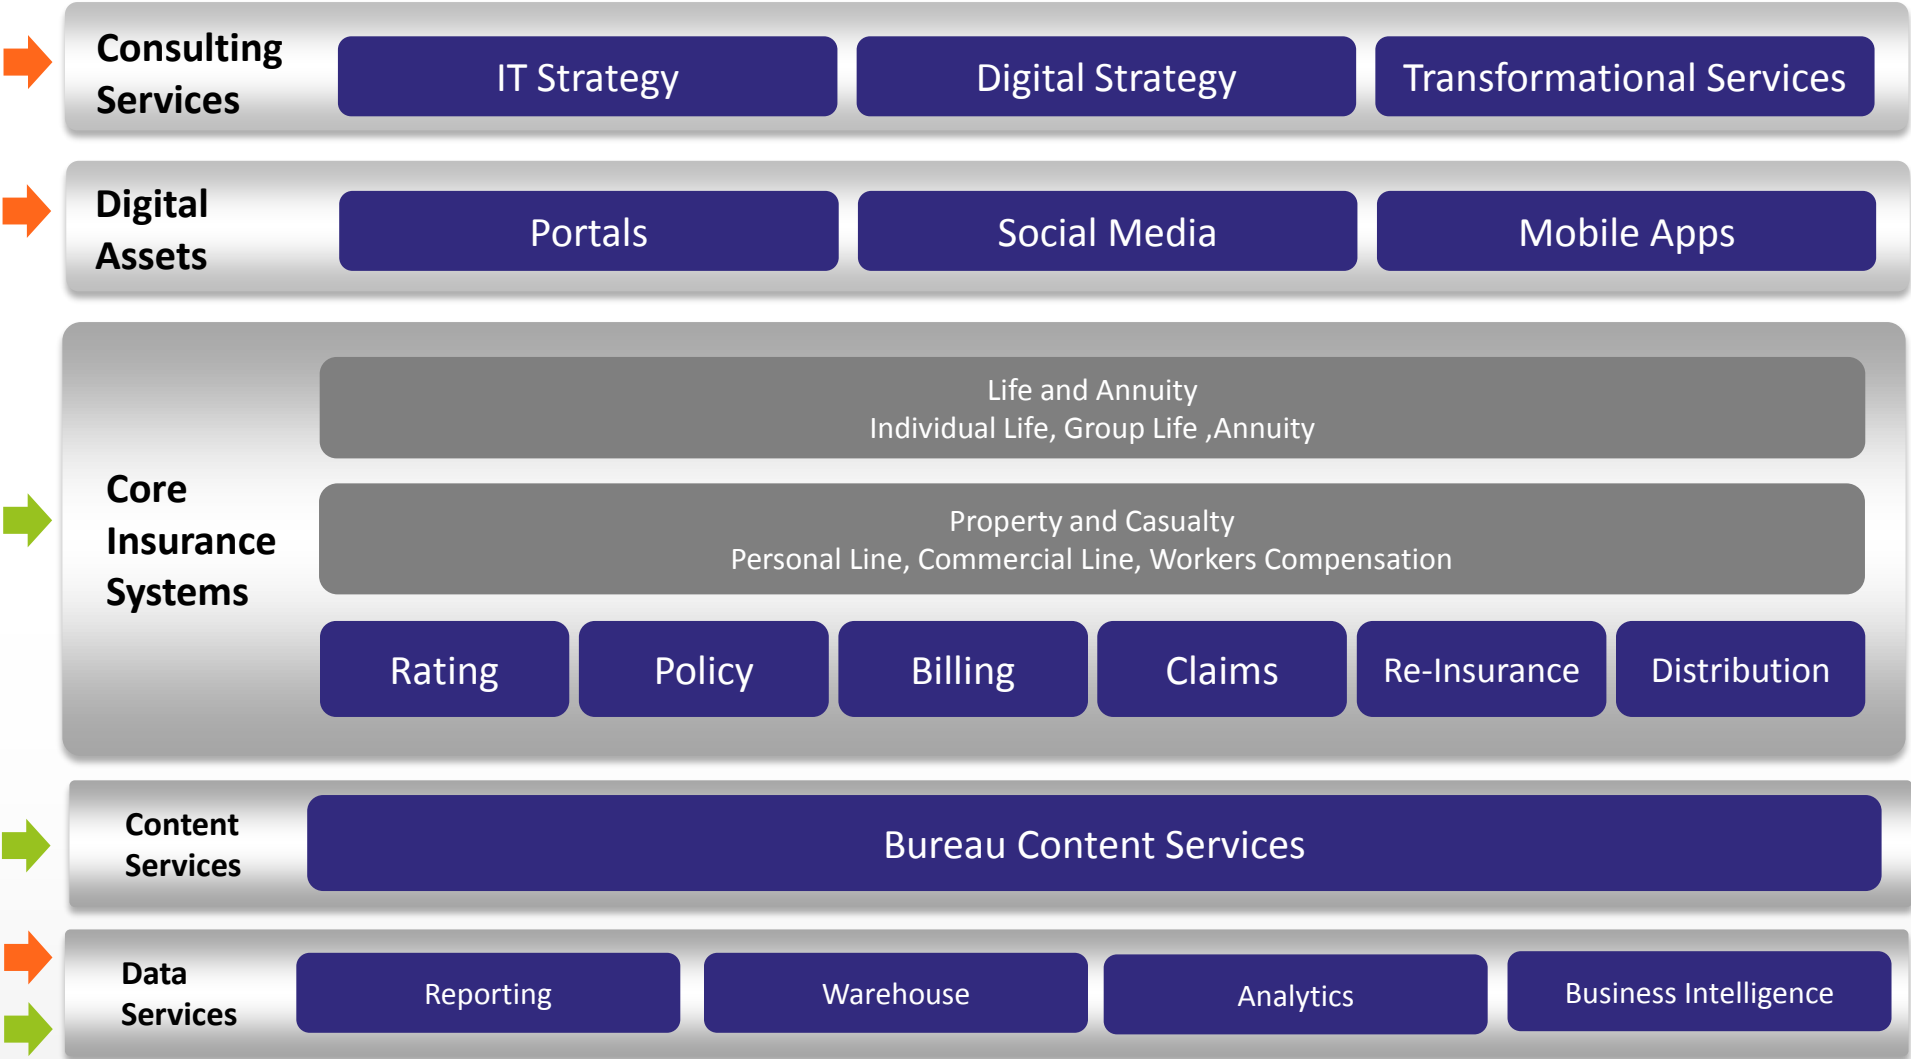 Consulting
Services
IT Strategy
Digital Strategy
Transformational Services
Digital
Assets
Portals
Social Media
Mobile Apps
Core
Insurance
Systems
Life and Annuity
Individual Life, Group Life ,Annuity
Property and Casualty
Personal Line, Commercial Line, Workers Compensation
Rating
Policy
Billing
Claims
Re-Insurance
Distribution
Content
Services
Bureau Content Services
Data
Services
Reporting
Warehouse
Analytics
Business Intelligence